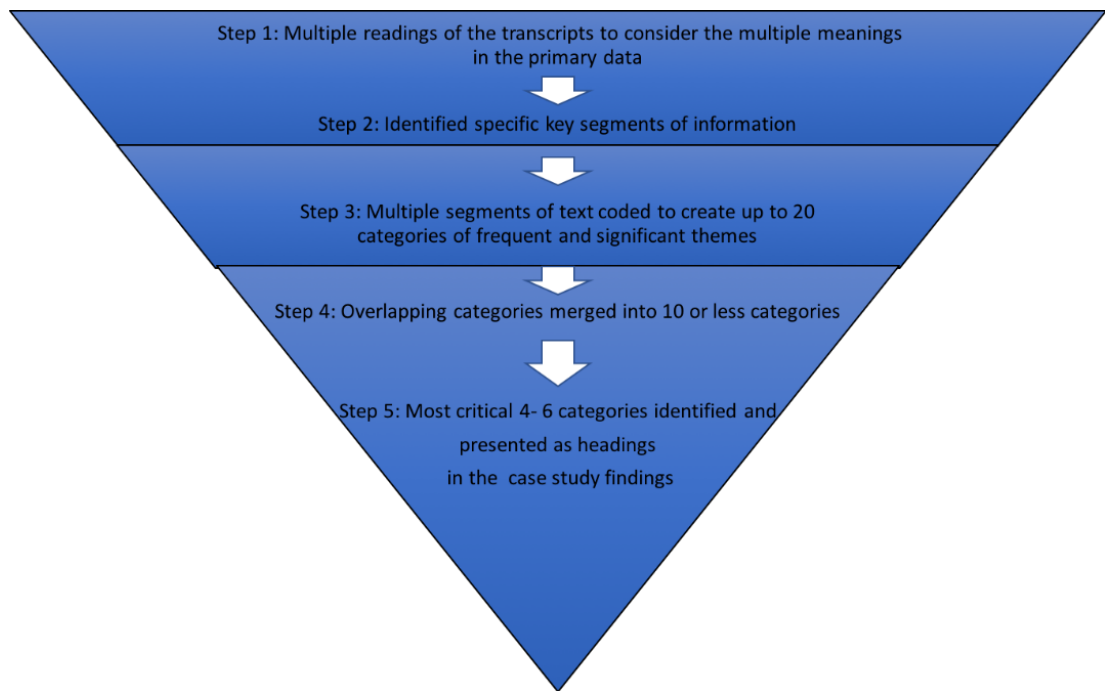 Step 1: Multiple readings of the transcripts to consider the multiple meanings
in the primary data
Step 2: Identified specific key segments of information
Step 3: Multiple segments of text coded to create up to 20
categories of frequent and significant themes
Step 4: Overlapping categories merged into 10 or less categories
Step 5: Most critical 4- 6 categories identified and
presented as headings
in the case study findings